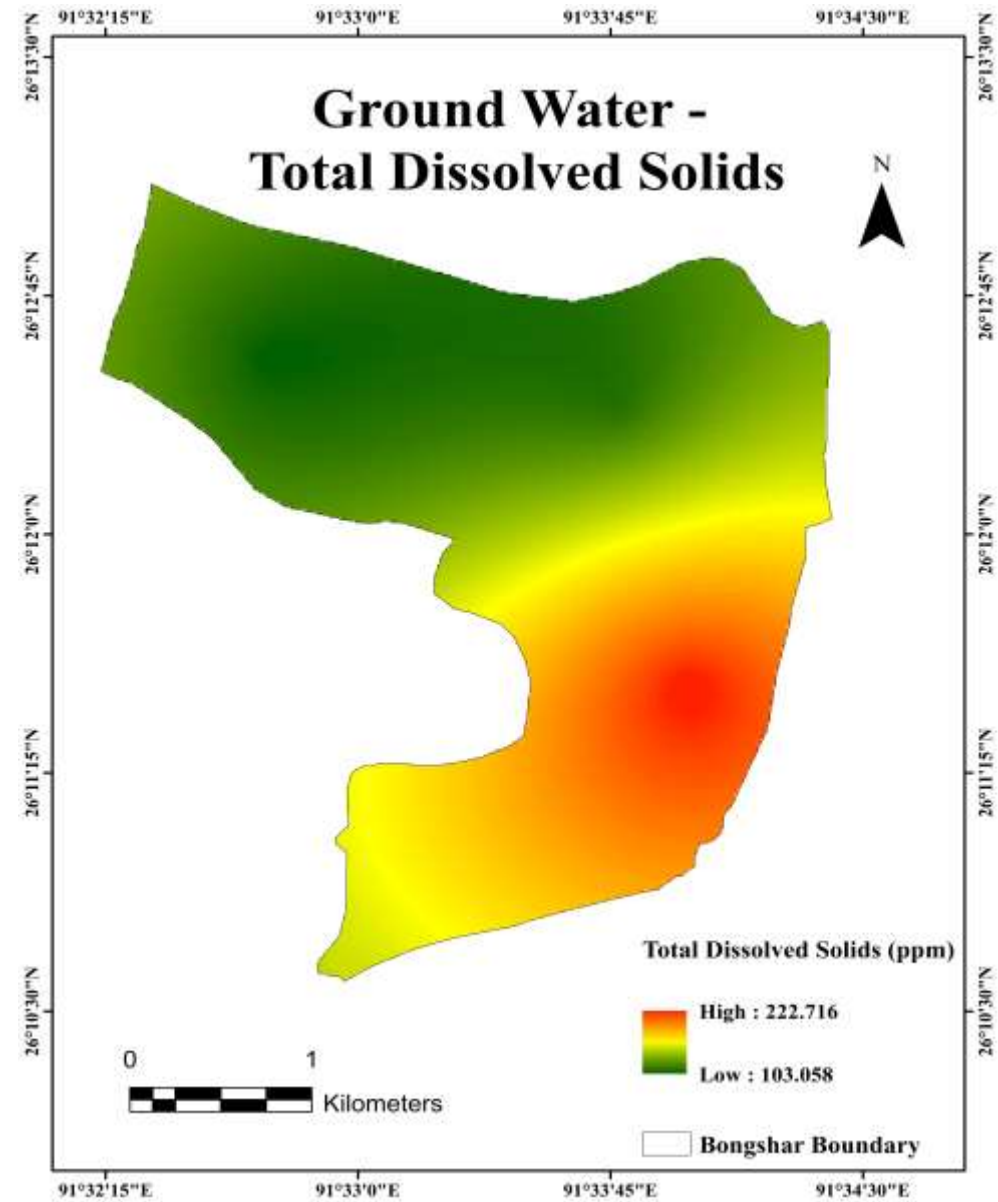 91°32'15"E 91°33'0"E 91°33'45"E 91°34'30"E
26°13'30"N 26°13'30"N
Ground Water -
Total Dissolved Solids
N
26°12'45"N 26°12'45"N
26°12'0"N 26°12'0"N
26°11'15"N 26°11'15"N
Total Dissolved Solids (ppm)
High : 222.716
Low : 103.058
26°10'30"N 26°10'30"N
0 1
Kilometers
Bongshar Boundary
91°32'15"E 91°33'0"E 91°33'45"E 91°34'30"E